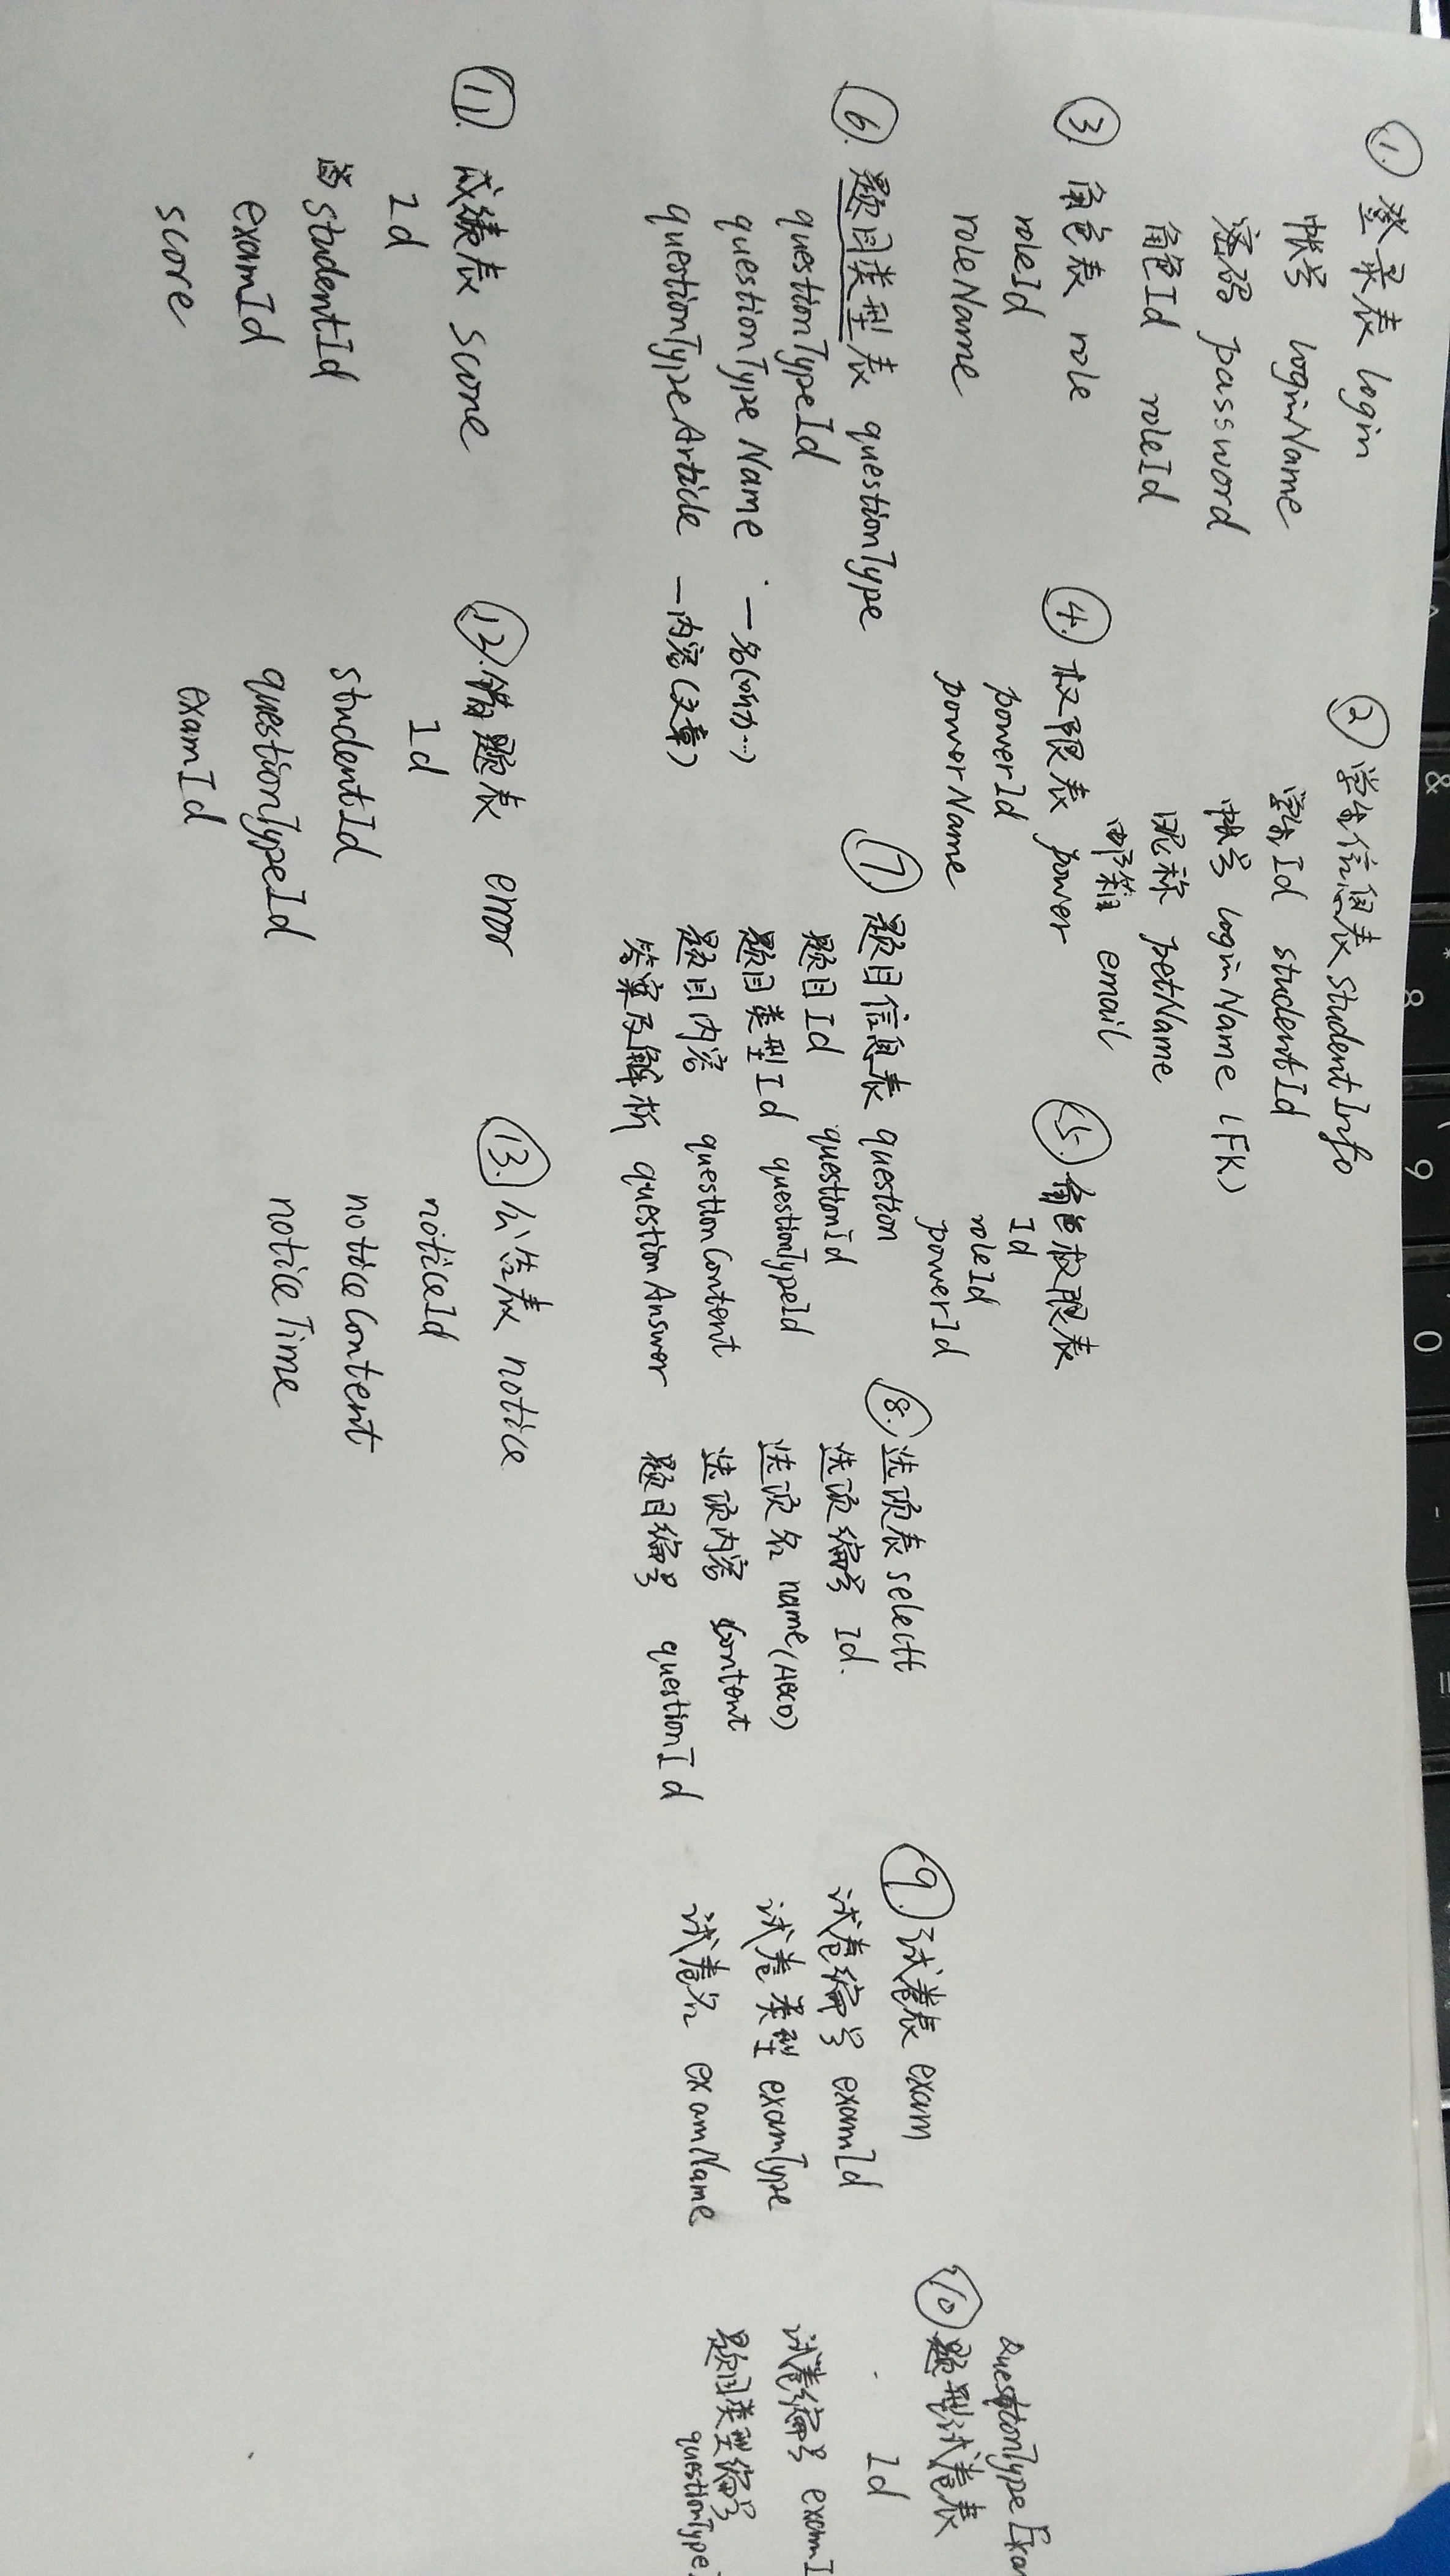 ① 登录表 login
帐号 loginName
密码 password
角色Id roleId
② 学生信息表 studentInfo
学生Id studentId
帐号 loginName (FK)
昵称 petName
邮箱 email
③ 角色表 role
roleId
roleName
④ 权限表 power
powerId
powerName
⑤ 角色权限表
Id
roleId
powerId
⑥ 题目类型表 questionType
questionTypeId
questionTypeName —名(听力…)
questionTypeArticle —内容(文章)
⑦ 题目信息表 question
题目Id questionId
题目类型Id questionTypeId
题目内容 questionContent
答案及解析 questionAnswer
⑧ 选项表 selectt
选项编号 Id.
选项名 name(ABCD)
选项内容 content
题目编号 questionId
⑨ 试卷表 exam
试卷编号 examId
试卷类型 examType
试卷名 examName
QuestionTypeExa
⑩ 题型试卷表
Id
试卷编号 examI
题目类型编号
questionType
⑪ 成绩表 score
Id
studentId
examId
score
⑫ 错题表 error
Id
studentId
questionTypeId
examId
⑬ 公告表 notice
noticeId
noticeContent
noticeTime
& 8 9 0